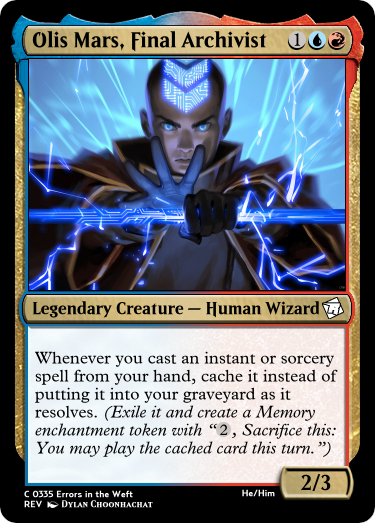 Olis Mars, Final Archivist 1
Legendary Creature — Human Wizard
Whenever you cast an instant or sorcery
spell from your hand, cache it instead of
putting it into your graveyard as it
resolves. (Exile it and create a Memory
enchantment token with “2, Sacrifice this:
You may play the cached card this turn.”)
2/3
C 0335 Errors in the Weft He/Him
REV DYLAN CHOONHACHAT